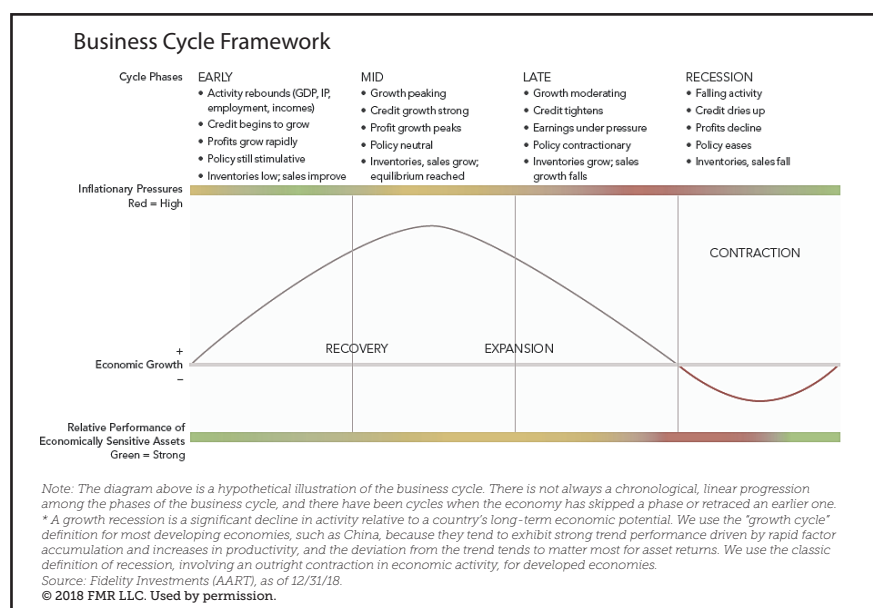 Business Cycle Framework
Cycle Phases
EARLY
• Activity rebounds (GDP, IP,
employment, incomes)
• Credit begins to grow
• Profits grow rapidly
• Policy still stimulative
• Inventories low; sales improve
MID
• Growth peaking
• Credit growth strong
• Profit growth peaks
• Policy neutral
• Inventories, sales grow;
equilibrium reached
LATE
• Growth moderating
• Credit tightens
• Earnings under pressure
• Policy contractionary
• Inventories grow; sales
growth falls
RECESSION
• Falling activity
• Credit dries up
• Profits decline
• Policy eases
• Inventories, sales fall
Inflationary Pressures
Red = High
CONTRACTION
RECOVERY
EXPANSION
+
Economic Growth
–
Relative Performance of
Economically Sensitive Assets
Green = Strong
Note: The diagram above is a hypothetical illustration of the business cycle. There is not always a chronological, linear progression
among the phases of the business cycle, and there have been cycles when the economy has skipped a phase or retraced an earlier one.
* A growth recession is a significant decline in activity relative to a country's long-term economic potential. We use the "growth cycle"
definition for most developing economies, such as China, because they tend to exhibit strong trend performance driven by rapid factor
accumulation and increases in productivity, and the deviation from the trend tends to matter most for asset returns. We use the classic
definition of recession, involving an outright contraction in economic activity, for developed economies.
Source: Fidelity Investments (AART), as of 12/31/18.
© 2018 FMR LLC. Used by permission.